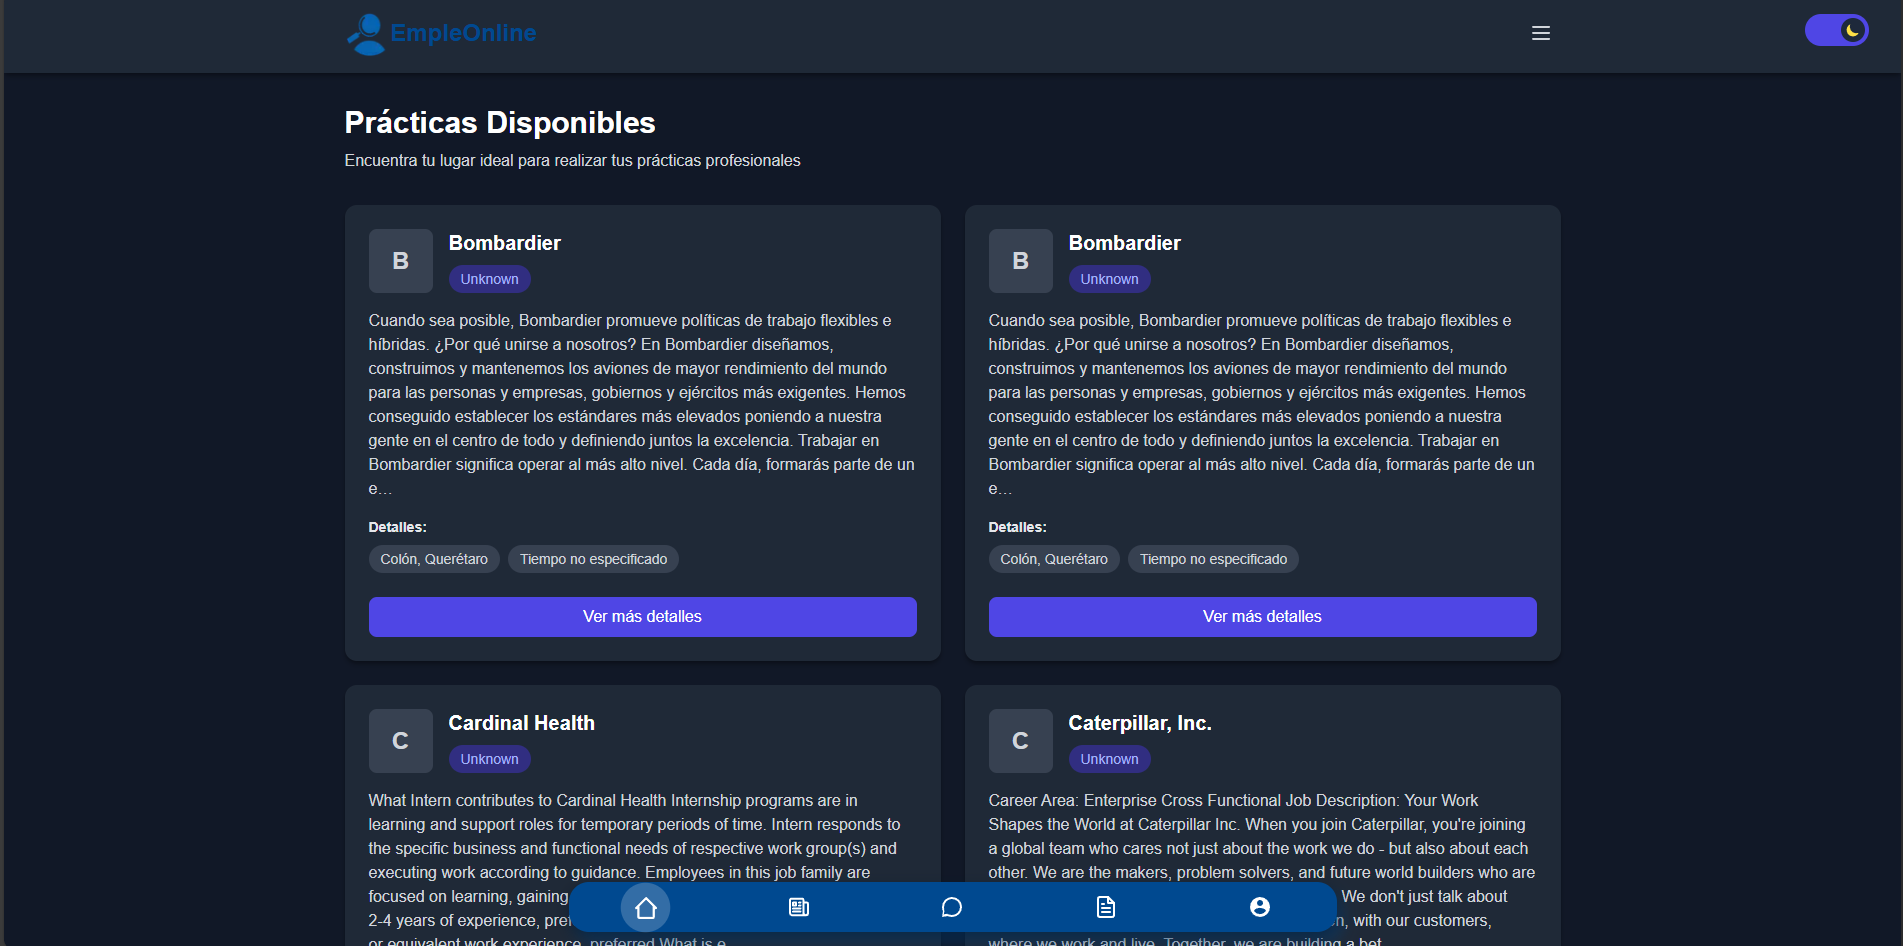 EmpleOnline
Prácticas Disponibles
Encuentra tu lugar ideal para realizar tus prácticas profesionales
B
Bombardier
Unknown
Cuando sea posible, Bombardier promueve políticas de trabajo flexibles e
híbridas. ¿Por qué unirse a nosotros? En Bombardier diseñamos,
construimos y mantenemos los aviones de mayor rendimiento del mundo
para las personas y empresas, gobiernos y ejércitos más exigentes. Hemos
conseguido establecer los estándares más elevados poniendo a nuestra
gente en el centro de todo y definiendo juntos la excelencia. Trabajar en
Bombardier significa operar al más alto nivel. Cada día, formarás parte de un
e…
Detalles:
Colón, Querétaro
Tiempo no especificado
Ver más detalles
B
Bombardier
Unknown
Cuando sea posible, Bombardier promueve políticas de trabajo flexibles e
híbridas. ¿Por qué unirse a nosotros? En Bombardier diseñamos,
construimos y mantenemos los aviones de mayor rendimiento del mundo
para las personas y empresas, gobiernos y ejércitos más exigentes. Hemos
conseguido establecer los estándares más elevados poniendo a nuestra
gente en el centro de todo y definiendo juntos la excelencia. Trabajar en
Bombardier significa operar al más alto nivel. Cada día, formarás parte de un
e…
Detalles:
Colón, Querétaro
Tiempo no especificado
Ver más detalles
C
Cardinal Health
Unknown
What Intern contributes to Cardinal Health Internship programs are in
learning and support roles for temporary periods of time. Intern responds to
the specific business and functional needs of respective work group(s) and
executing work according to guidance. Employees in this job family are
focused on learning, gaining
2-4 years of experience,
or equivalent work experience, preferred What is e
C
Caterpillar, Inc.
Unknown
Career Area: Enterprise Cross Functional Job Description: Your Work
Shapes the World at Caterpillar Inc. When you join Caterpillar, you're joining
a global team who cares not just about the work we do - but also about each
other. We are the makers, problem solvers, and future world builders who are
We don't just talk about
with our customers,
where we work and live. Together, we are building a bet